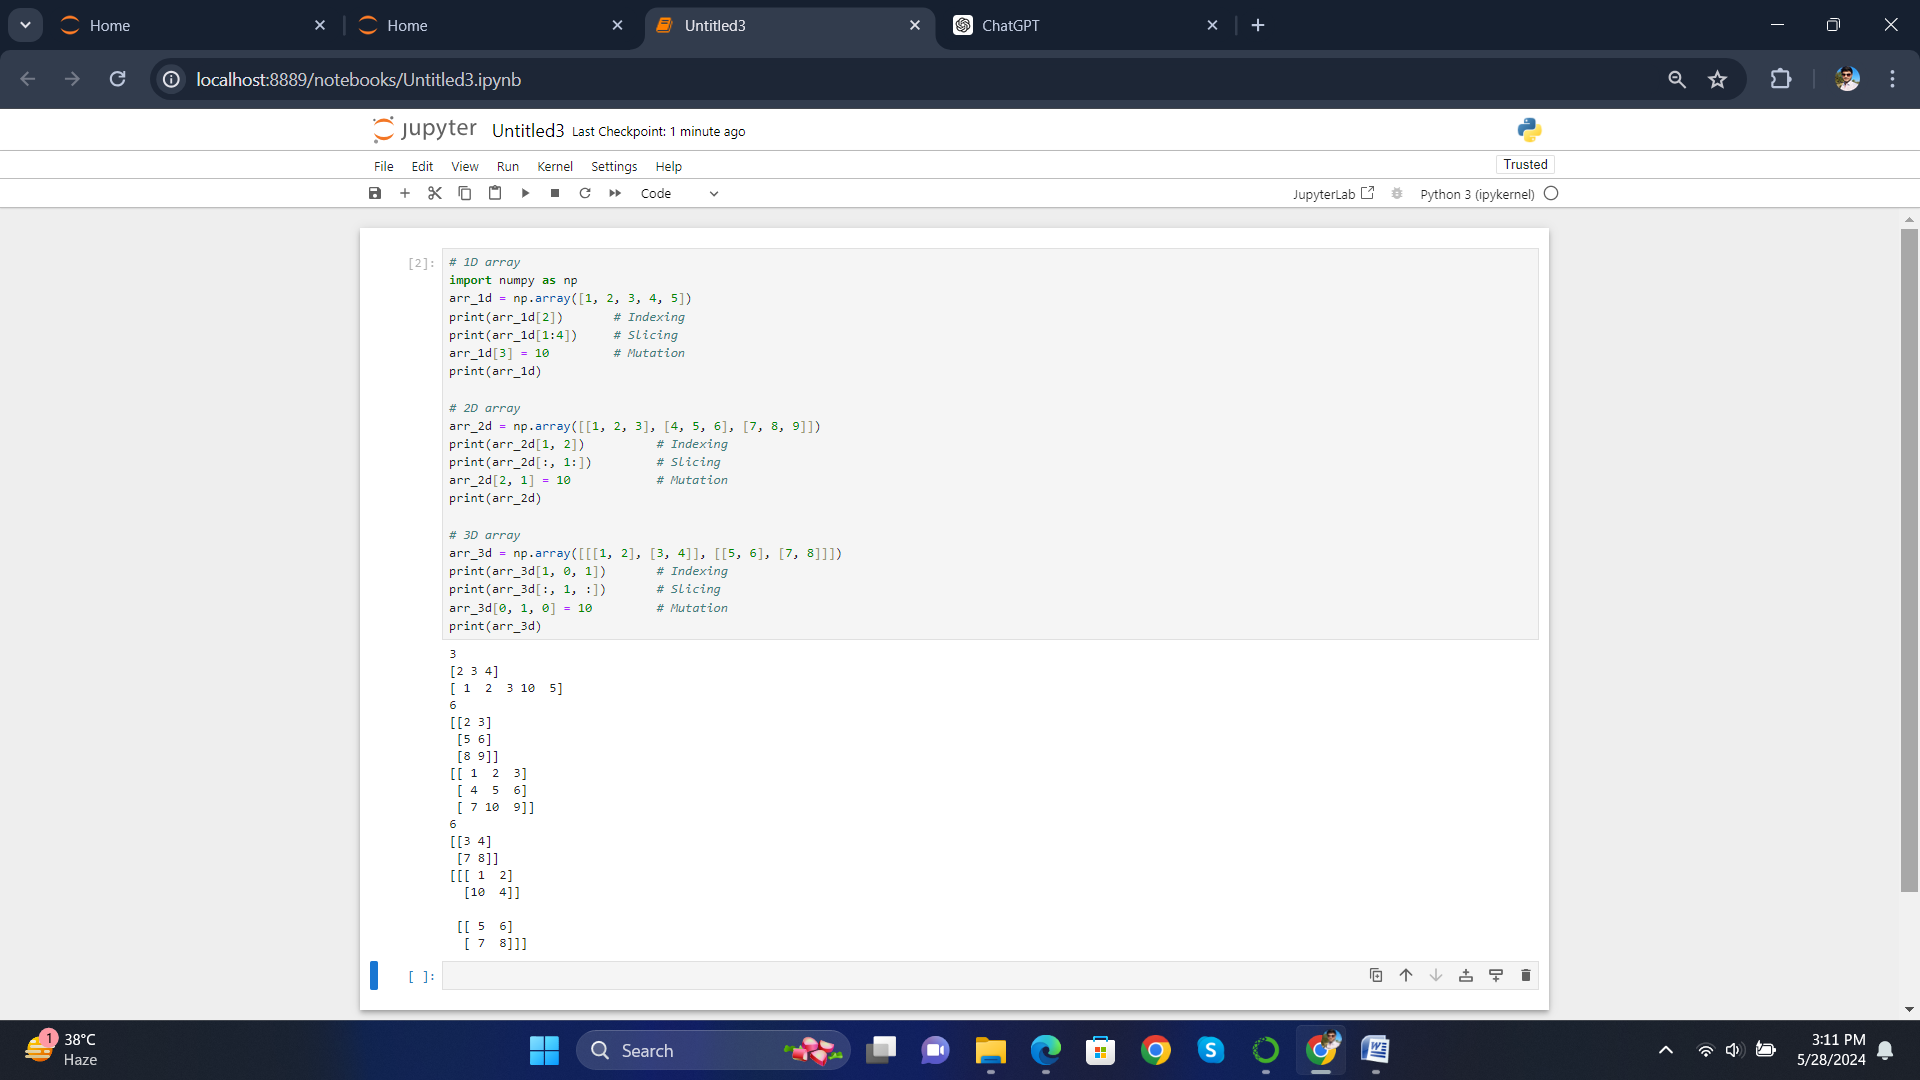 Home
Home
Untitled3
ChatGPT
localhost:8889/notebooks/Untitled3.ipynb
jupyter Untitled3 Last Checkpoint: 1 minute ago
File Edit View Run Kernel Settings Help
Trusted
Code
JupyterLab
Python 3 (ipykernel)
[2]:
# 1D array
import numpy as np
arr_1d = np.array([1, 2, 3, 4, 5])
print(arr_1d[2])       # Indexing
print(arr_1d[1:4])     # Slicing
arr_1d[3] = 10         # Mutation
print(arr_1d)
# 2D array
arr_2d = np.array([[1, 2, 3], [4, 5, 6], [7, 8, 9]])
print(arr_2d[1, 2])          # Indexing
print(arr_2d[:, 1:])         # Slicing
arr_2d[2, 1] = 10            # Mutation
print(arr_2d)
# 3D array
arr_3d = np.array([[[1, 2], [3, 4]], [[5, 6], [7, 8]]])
print(arr_3d[1, 0, 1])       # Indexing
print(arr_3d[:, 1, :])       # Slicing
arr_3d[0, 1, 0] = 10         # Mutation
print(arr_3d)
3
[2 3 4]
[ 1  2  3 10  5]
6
[[2 3]
 [5 6]
 [8 9]]
[[ 1  2  3]
 [ 4  5  6]
 [ 7 10  9]]
6
[[3 4]
 [7 8]]
[[[ 1  2]
  [10  4]]
 [[ 5  6]
  [ 7  8]]]
[ ]:
1
38°C
Haze
Search
3:11 PM
5/28/2024